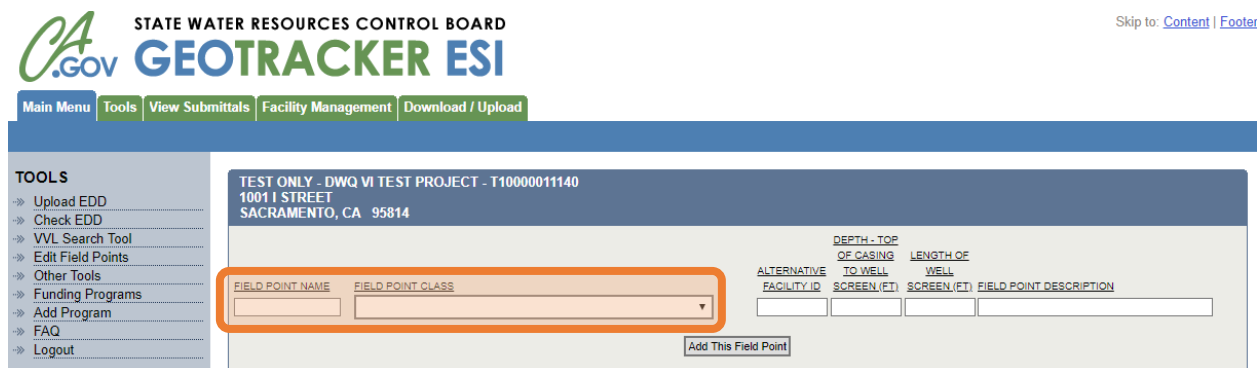 CA.GOV
STATE WATER RESOURCES CONTROL BOARD
GEOTRACKER ESI
Skip to: Content | Footer
Main Menu Tools View Submittals Facility Management Download / Upload
TOOLS
Upload EDD
Check EDD
VVL Search Tool
Edit Field Points
Other Tools
Funding Programs
Add Program
FAQ
Logout
TEST ONLY - DWQ VI TEST PROJECT - T10000011140
1001 I STREET
SACRAMENTO, CA 95814
FIELD POINT NAME
FIELD POINT CLASS
ALTERNATIVE
FACILITY ID
DEPTH - TOP
OF CASING
TO WELL
SCREEN (FT)
LENGTH OF
WELL
SCREEN (FT)
FIELD POINT DESCRIPTION
Add This Field Point